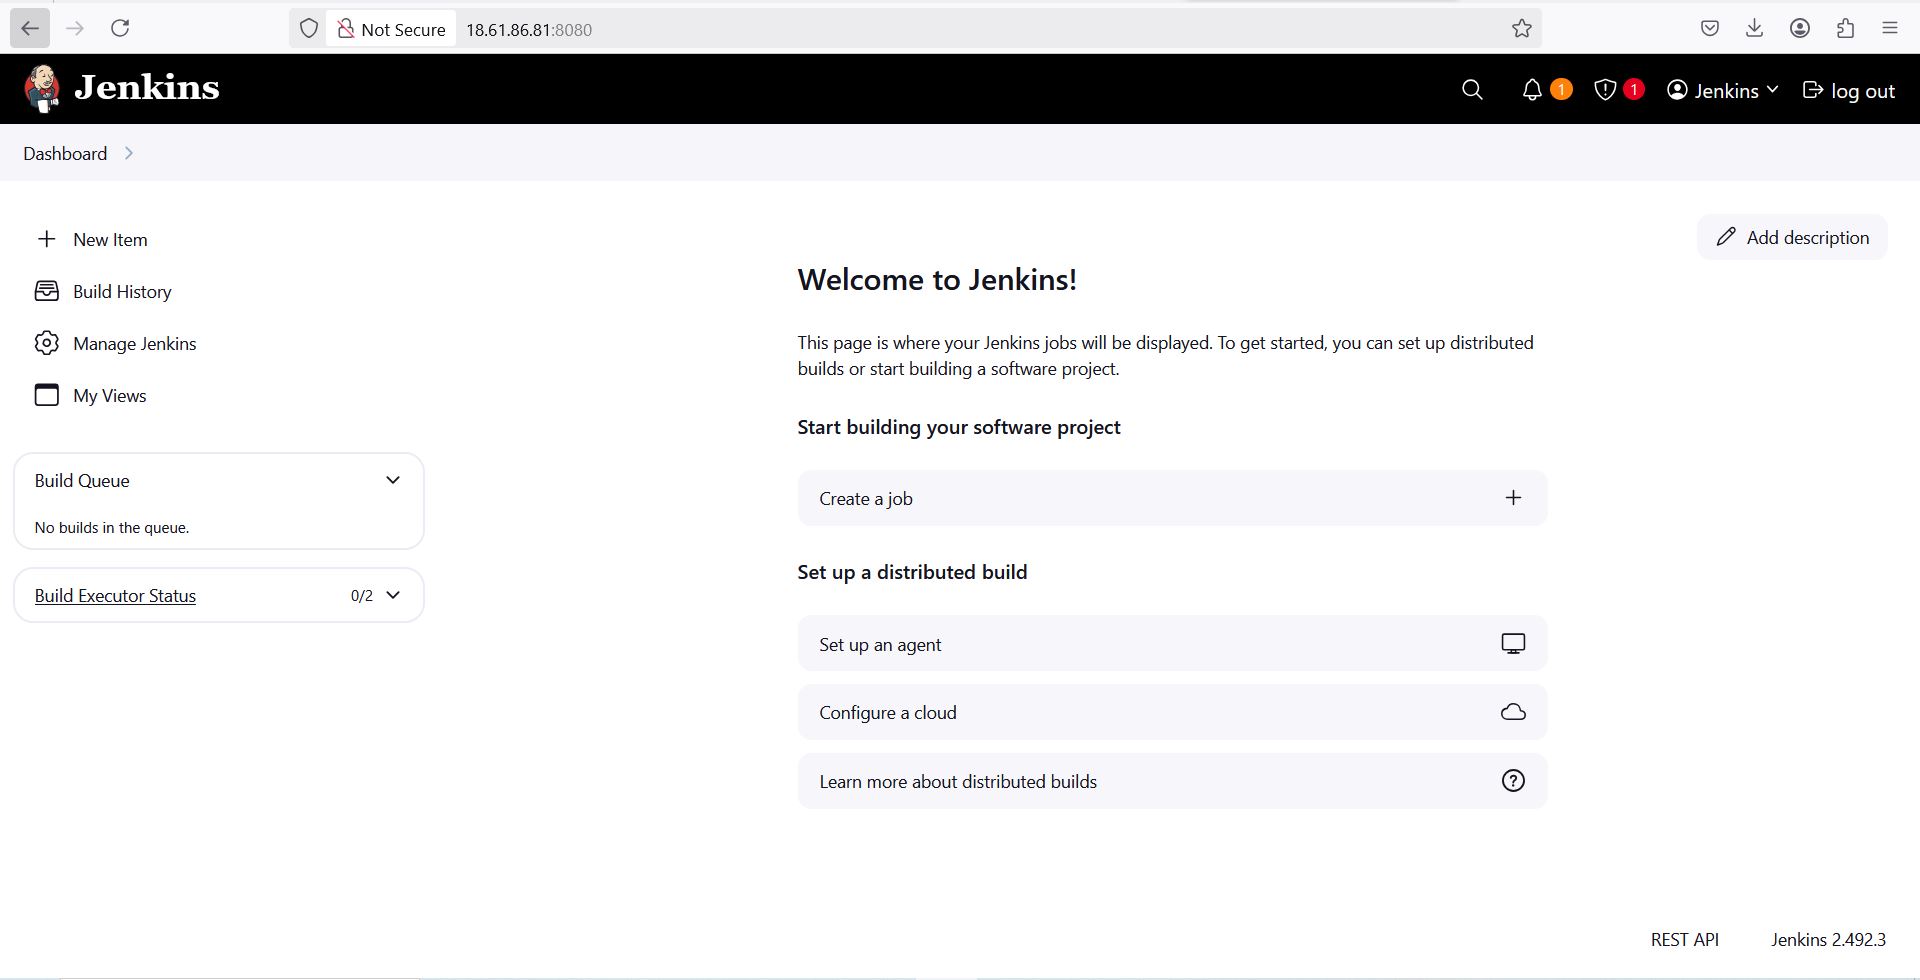 Not Secure 18.61.86.81:8080
Jenkins
1 1 Jenkins log out
Dashboard
New Item
Build History
Manage Jenkins
My Views
Build Queue
No builds in the queue.
Build Executor Status 0/2
Add description
Welcome to Jenkins!
This page is where your Jenkins jobs will be displayed. To get started, you can set up distributed
builds or start building a software project.
Start building your software project
Create a job
Set up a distributed build
Set up an agent
Configure a cloud
Learn more about distributed builds
REST API Jenkins 2.492.3